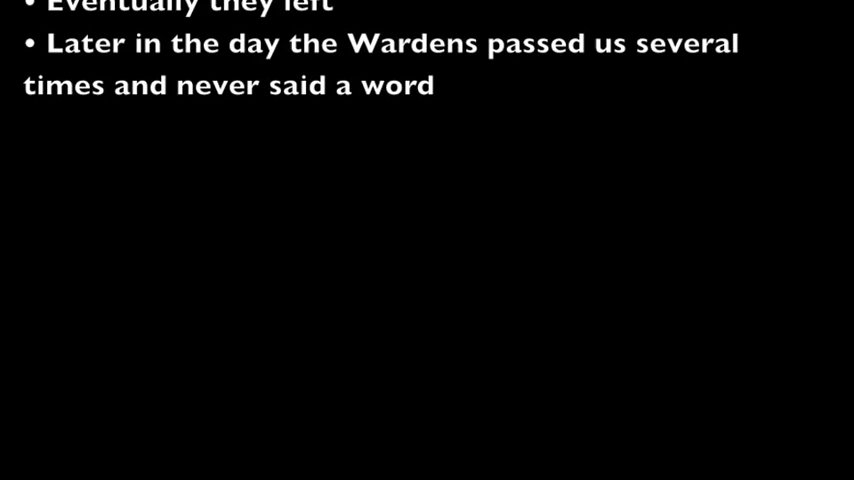 • Eventually they left
• Later in the day the Wardens passed us several
times and never said a word